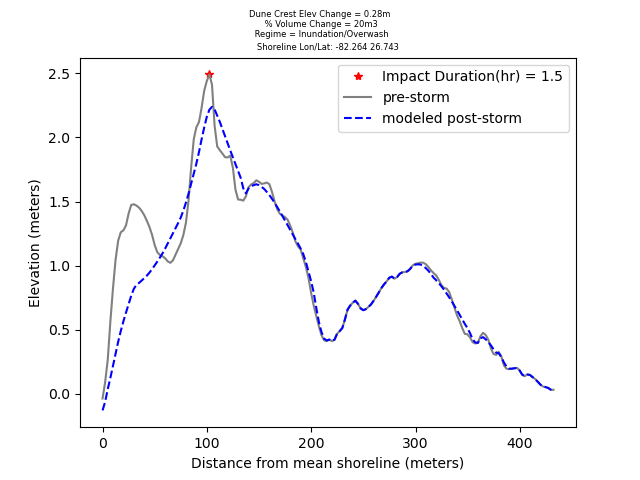 Dune Crest Elev Change = 0.28m
% Volume Change = 20m3
Regime = Inundation/Overwash
Shoreline Lon/Lat: -82.264 26.743
Impact Duration(hr) = 1.5
pre-storm
modeled post-storm
2.5
2.0
1.5
1.0
0.5
0.0
Elevation (meters)
0
100
200
300
400
Distance from mean shoreline (meters)